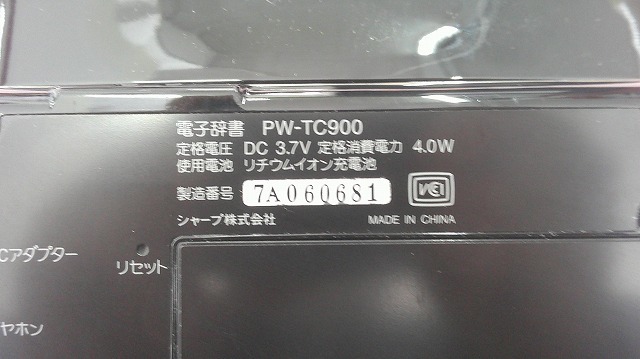 電子辞書 PW-TC900
定格電圧 DC 3.7V 定格消費電力 4.0W
使用電池 リチウムイオン充電池
製造番号 7A060681
VCI
シャープ株式会社 MADE IN CHINA
Cアダプター
リセット
ヤホン